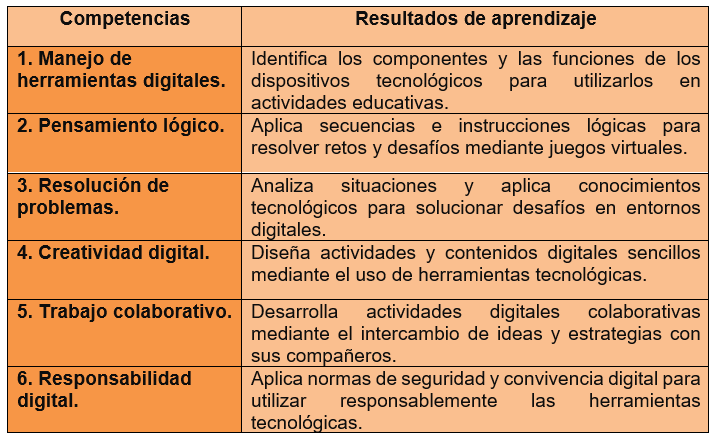 Competencias
Resultados de aprendizaje
1. Manejo de
herramientas digitales.
Identifica los componentes y las funciones de los
dispositivos tecnológicos para utilizarlos en
actividades educativas.
2. Pensamiento lógico.
Aplica secuencias e instrucciones lógicas para
resolver retos y desafíos mediante juegos virtuales.
3. Resolución de
problemas.
Analiza situaciones y aplica conocimientos
tecnológicos para solucionar desafíos en entornos
digitales.
4. Creatividad digital.
Diseña actividades y contenidos digitales sencillos
mediante el uso de herramientas tecnológicas.
5. Trabajo colaborativo.
Desarrolla actividades digitales colaborativas
mediante el intercambio de ideas y estrategias con
sus compañeros.
6. Responsabilidad
digital.
Aplica normas de seguridad y convivencia digital para
utilizar responsablemente las herramientas
tecnológicas.